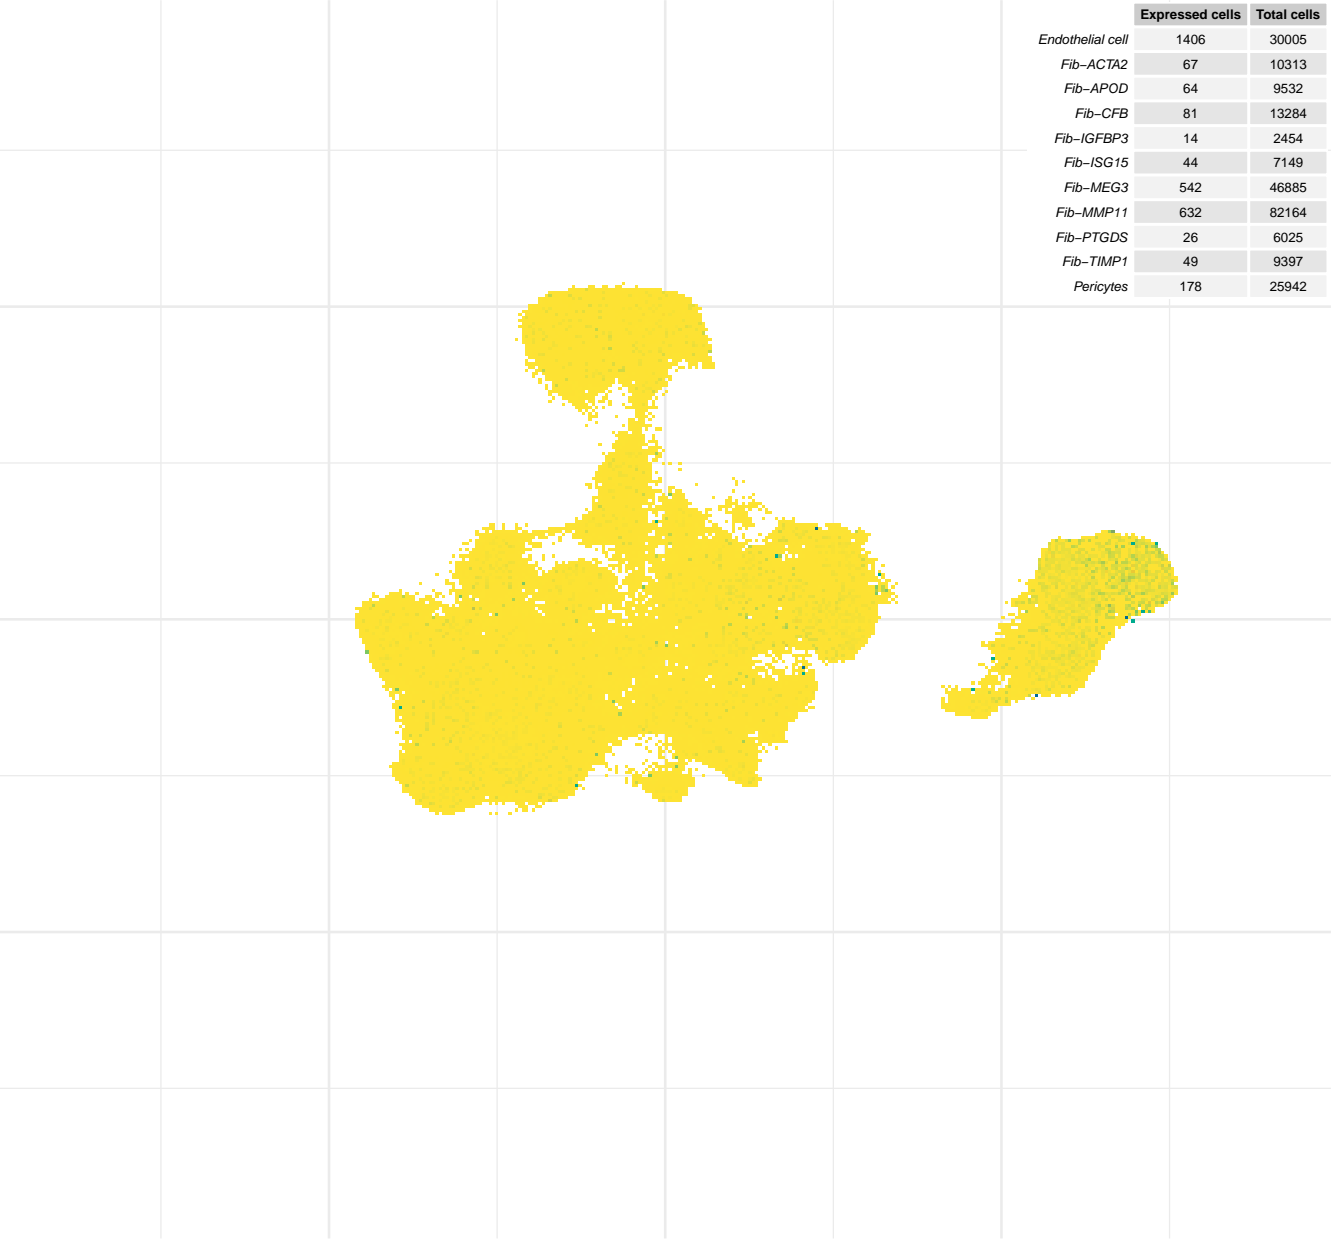 Expressed cells Total cells
Endothelial cell 1406 30005
Fib−ACTA2 67 10313
Fib−APOD 64 9532
Fib−CFB 81 13284
Fib−IGFBP3 14 2454
Fib−ISG15 44 7149
Fib−MEG3 542 46885
Fib−MMP11 632 82164
Fib−PTGDS 26 6025
Fib−TIMP1 49 9397
Pericytes 178 25942